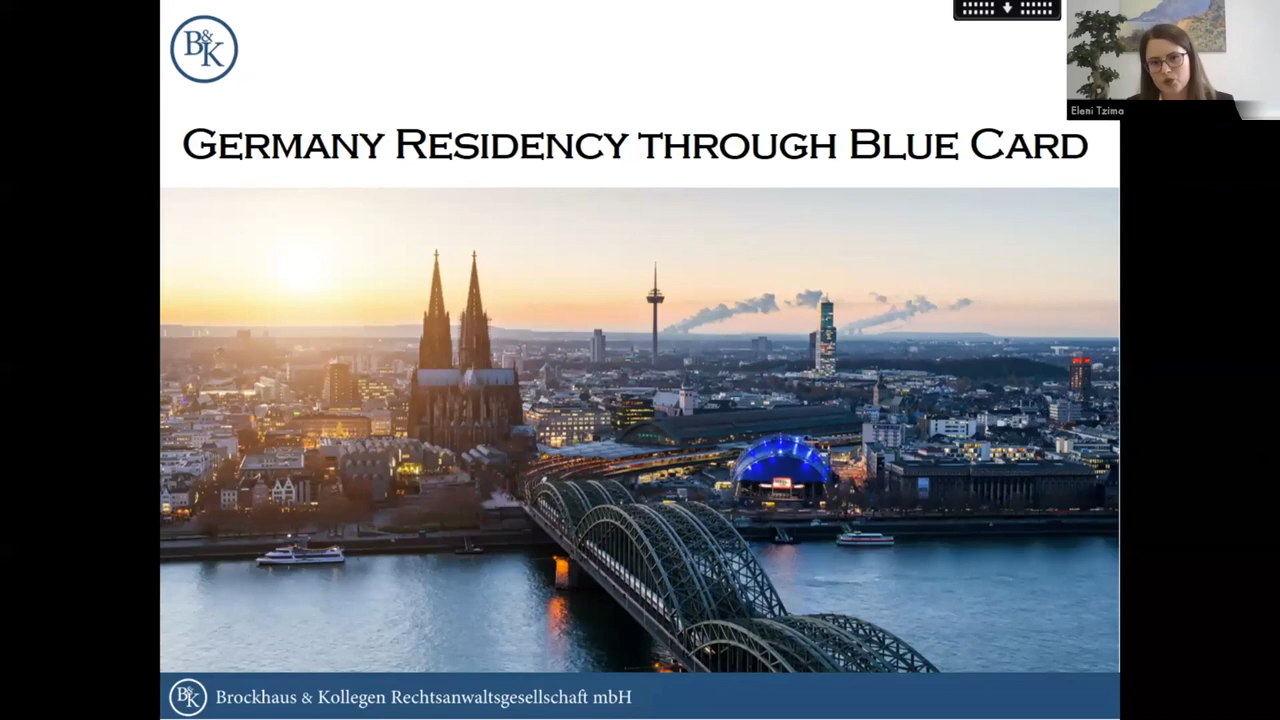 B&K
Eleni Tzima
GERMANY RESIDENCY THROUGH BLUE CARD
B&K
Brockhaus & Kollegen Rechtsanwaltsgesellschaft mbH